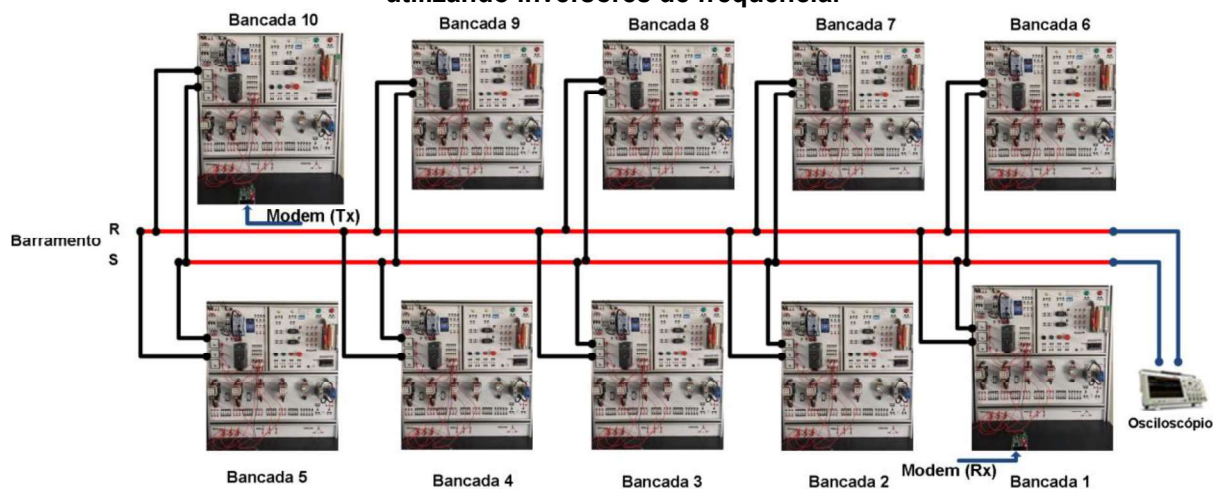 utilizando inversores de frequência.
Bancada 10 Bancada 9 Bancada 8 Bancada 7 Bancada 6
Modem (Tx)
Barramento R
S
Osciloscópio
Modem (Rx)
Bancada 5 Bancada 4 Bancada 3 Bancada 2 Bancada 1